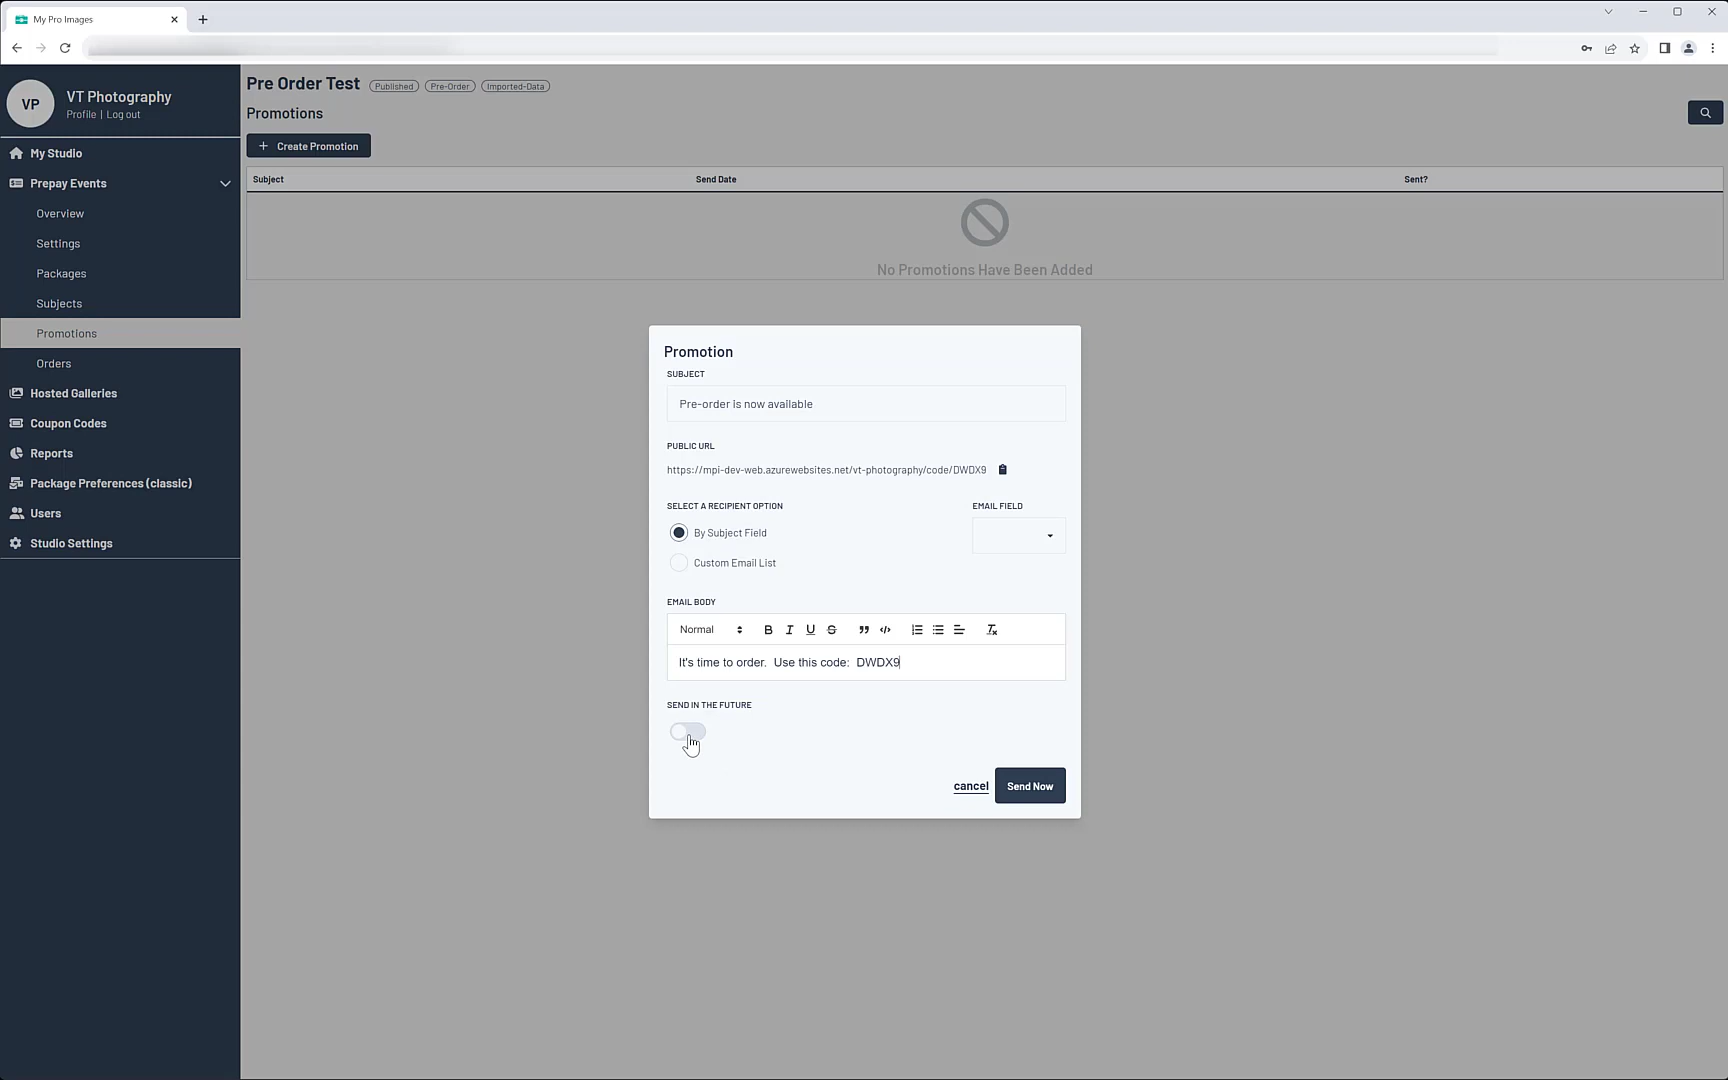 My Pro Images
VP
VT Photography
Profile | Log out
My Studio
Prepay Events
Overview
Settings
Packages
Subjects
Promotions
Orders
Hosted Galleries
Coupon Codes
Reports
Package Preferences (classic)
Users
Studio Settings
Pre Order Test Published Pre-Order Imported-Data
Promotions
+ Create Promotion
Subject Send Date Sent?
No Promotions Have Been Added
Promotion
SUBJECT
Pre-order is now available
PUBLIC URL
https://mpi-dev-web.azurewebsites.net/vt-photography/code/DWDX9
SELECT A RECIPIENT OPTION EMAIL FIELD
By Subject Field
Custom Email List
EMAIL BODY
Normal B I U S
It's time to order.  Use this code:  DWDX9
SEND IN THE FUTURE
cancel Send Now